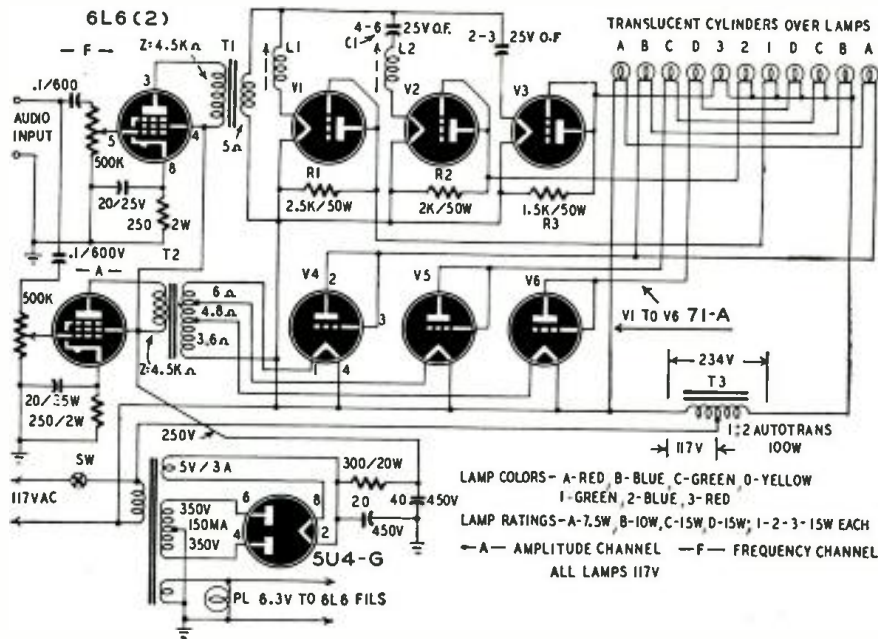 6L6(2)
— F —
Z=4.5K Ω
T1
L1
4-6
25V O.F.
C1
L2
2-3
25V O.F
TRANSLUCENT CYLINDERS OVER LAMPS
A B C D 3 2 1 D C B A
.1/600
3
V1
V2
V3
AUDIO INPUT
5
4
500K
8
5Ω
20/25V
250
2W
R1
2.5K/50W
R2
2K/50W
1.5K/50W
R3
T2
.1/600V
— A —
500K
6 Ω
4.8 Ω
3.6 Ω
Z=4.5K Ω
V4
2
3
1
4
V5
V6
V1 TO V6 71-A
234V
T3
1:2 AUTOTRANS
100W
117V
250/2W
250V
SW
117VAC
5V / 3A
350V
150MA
350V
6
4
8
2
5U4-G
300/20W
20
450V
40
450V
PL 6.3V TO 6L6 FILS
LAMP COLORS- A-RED, B-BLUE, C-GREEN, D-YELLOW
1-GREEN, 2-BLUE, 3-RED
LAMP RATINGS-A-7.5W, B-10W, C-15W, D-15W; 1-2-3-15W EACH
—A— AMPLITUDE CHANNEL —F— FREQUENCY CHANNEL
ALL LAMPS 117V